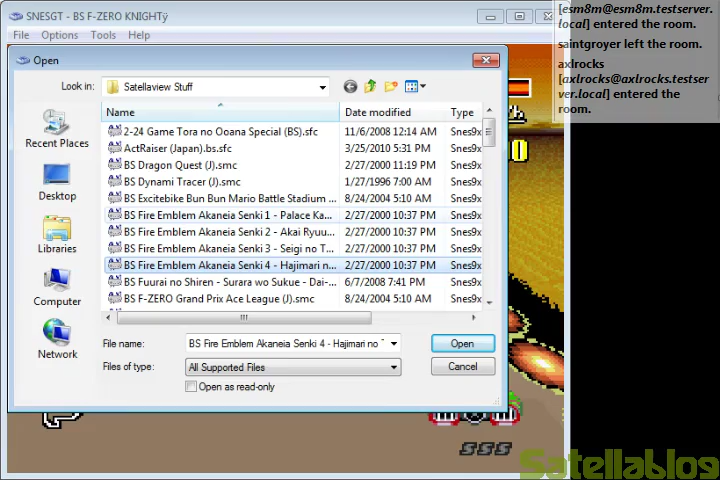 SNESGT - BS F-ZERO KNIGHTÿ
File Options Tools Help
Open
Look in: Satellaview Stuff
Name Date modified Type
2-24 Game Tora no Ooana Special (BS).sfc 11/6/2008 12:14 AM Snes9x
ActRaiser (Japan).bs.sfc 3/25/2010 5:31 PM Snes9x
BS Dragon Quest (J).smc 2/27/2000 11:19 PM Snes9x
BS Dynami Tracer (J).smc 1/27/1996 7:00 AM Snes9x
BS Excitebike Bun Bun Mario Battle Stadium ... 8/24/2004 5:10 AM Snes9x
BS Fire Emblem Akaneia Senki 1 - Palace Ka... 2/27/2000 10:37 PM Snes9x
BS Fire Emblem Akaneia Senki 2 - Akai Ryuu... 2/27/2000 10:37 PM Snes9x
BS Fire Emblem Akaneia Senki 3 - Seigi no T... 2/27/2000 10:37 PM Snes9x
BS Fire Emblem Akaneia Senki 4 - Hajimari n... 2/27/2000 10:37 PM Snes9x
BS Fuurai no Shiren - Surara wo Sukue - Dai-... 6/7/2008 7:41 PM Snes9x
BS F-ZERO Grand Prix Ace League (J).smc 8/24/2004 5:10 AM Snes9x
Recent Places
Desktop
Libraries
Computer
Network
File name: BS Fire Emblem Akaneia Senki 4 - Hajimari no T Open
Files of type: All Supported Files Cancel
Open as read-only
[esm8m@esm8m.testserver.
local] entered the room.
saintgroyer left the room.
axlrocks
[axlrocks@axlrocks.testser
ver.local] entered the
room.
SSS
Satellablog